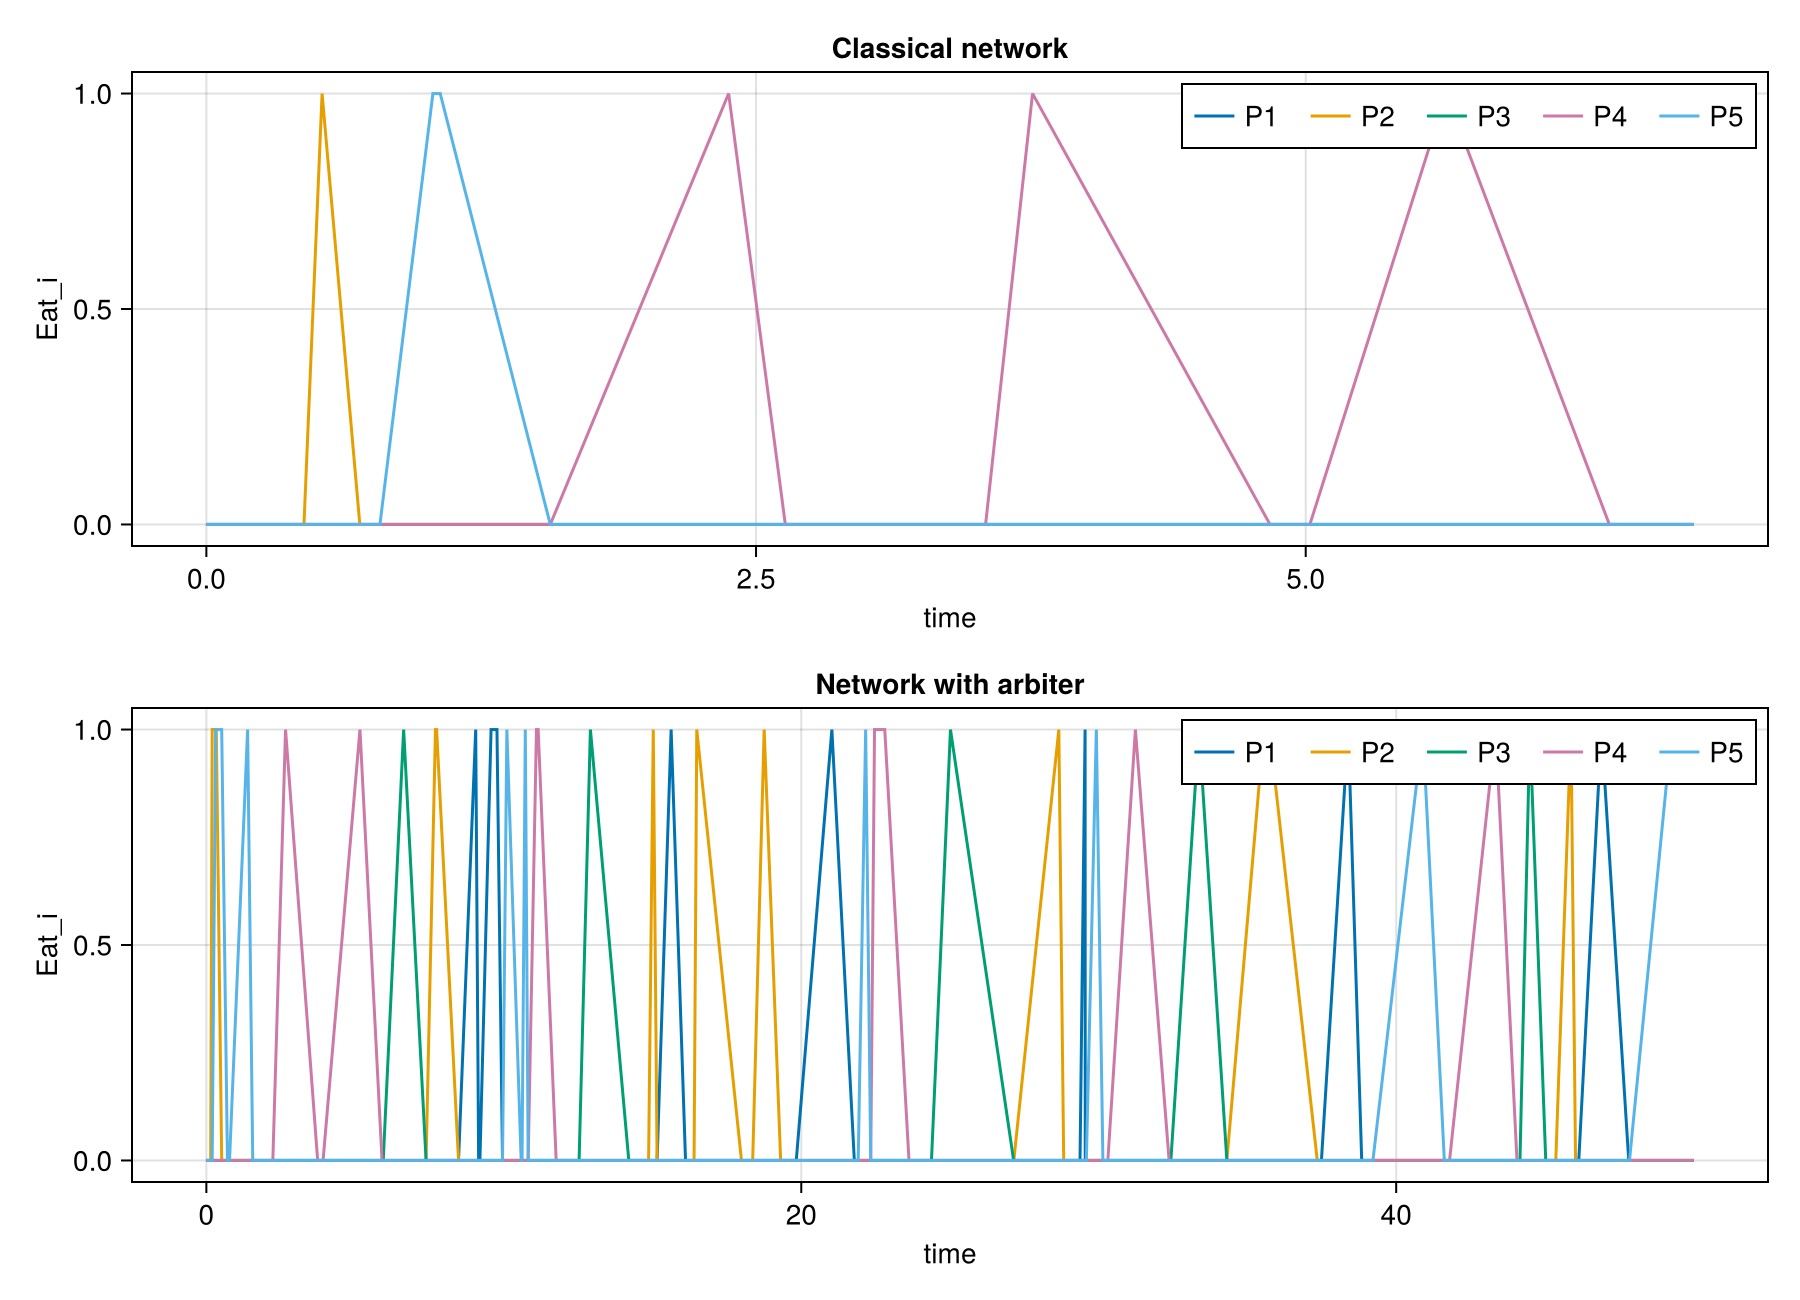 Classical network
1.0
0.5
0.0
Eat_i
P1 P2 P3 P4 P5
0.0 2.5 5.0
time
Network with arbiter
1.0
0.5
0.0
Eat_i
P1 P2 P3 P4 P5
0 20 40
time